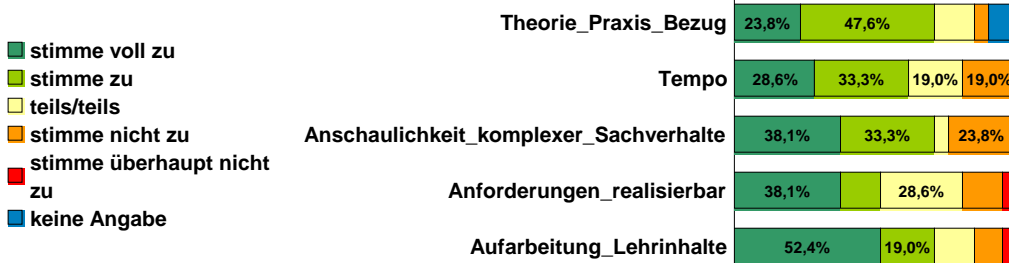 stimme voll zu
stimme zu
teils/teils
stimme nicht zu
stimme überhaupt nicht
zu
keine Angabe
Theorie_Praxis_Bezug 23,8% 47,6%
Tempo 28,6% 33,3% 19,0% 19,0%
Anschaulichkeit_komplexer_Sachverhalte 38,1% 33,3% 23,8%
Anforderungen_realisierbar 38,1% 28,6%
Aufarbeitung_Lehrinhalte 52,4% 19,0%